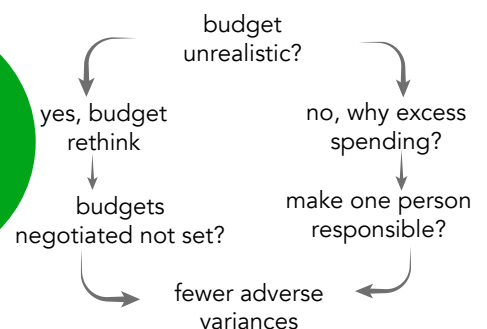 budget
unrealistic?
yes, budget
rethink
no, why excess
spending?
budgets
negotiated not set?
make one person
responsible?
fewer adverse
variances